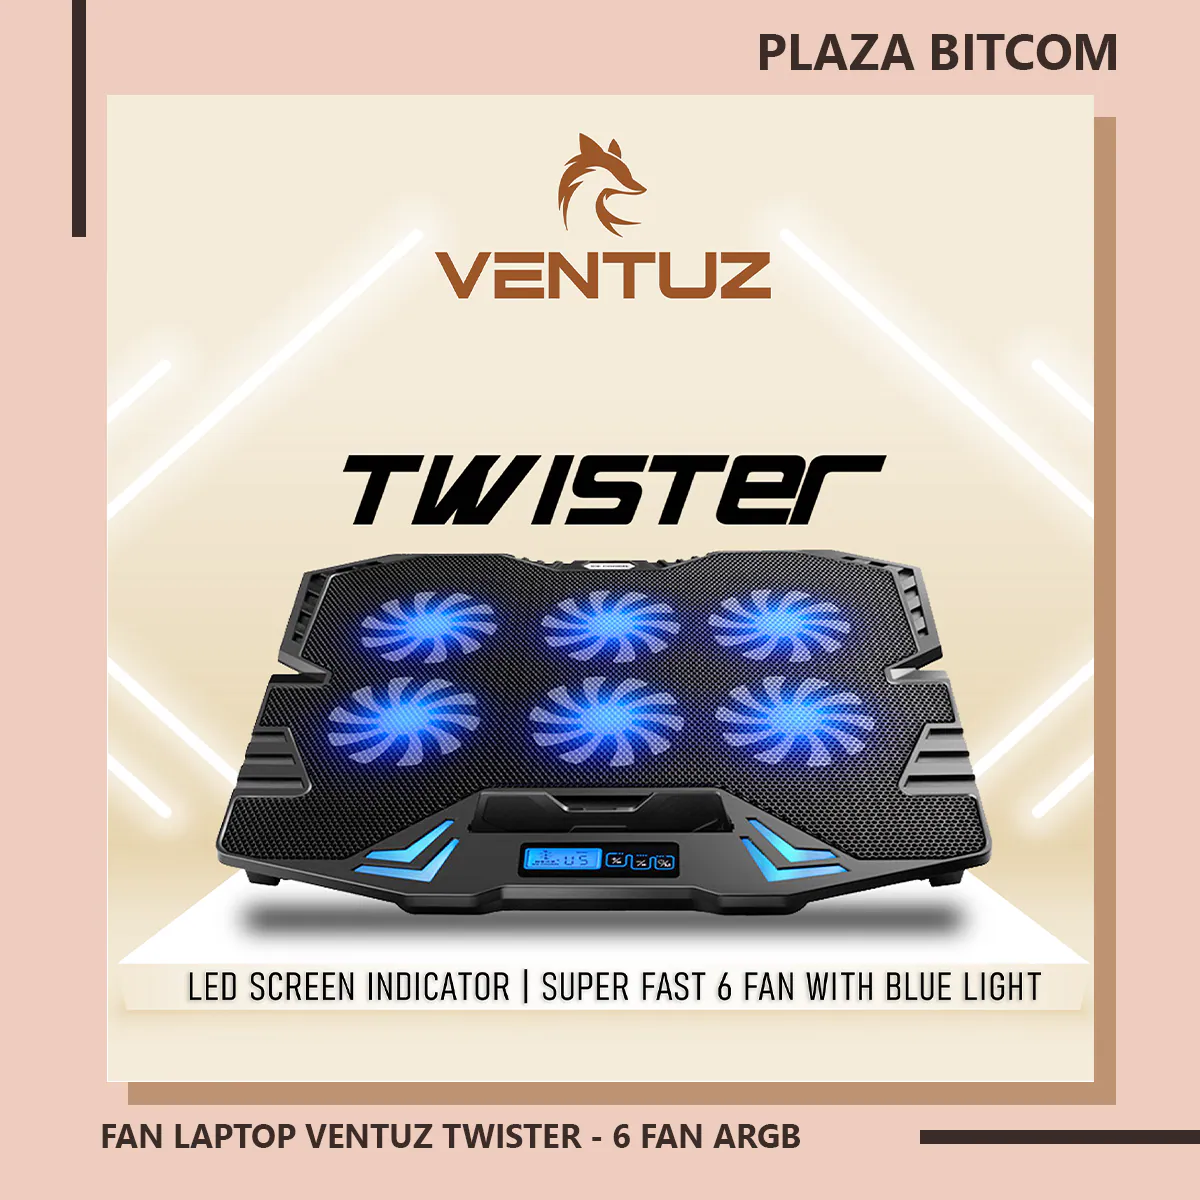 PLAZA BITCOM
VENTUZ
TWISTER
LED SCREEN INDICATOR | SUPER FAST 6 FAN WITH BLUE LIGHT
FAN LAPTOP VENTUZ TWISTER - 6 FAN ARGB